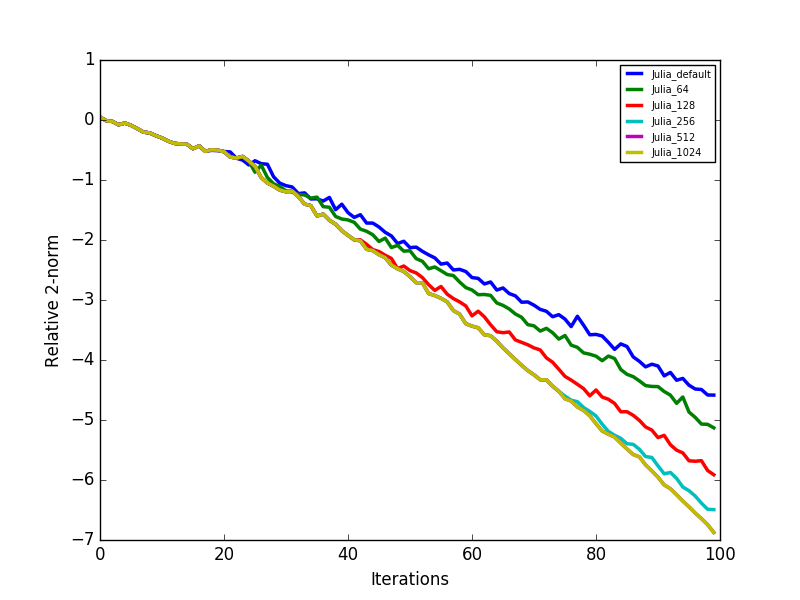 1
0
−1
−2
−3
−4
−5
−6
−7
0
20
40
60
80
100
Relative 2-norm
Iterations
Julia_default
Julia_64
Julia_128
Julia_256
Julia_512
Julia_1024